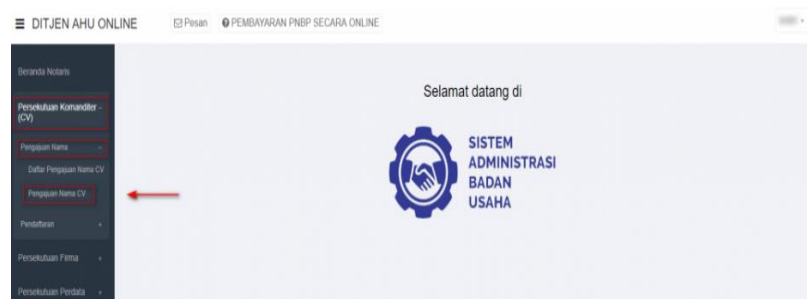 ☰ DITJEN AHU ONLINE
Pesan
PEMBAYARAN PNBP SECARA ONLINE
Beranda Notaris
Persekutuan Komanditer -
(CV)
Pengajuan Nama -
Daftar Pengajuan Nama CV
Pengajuan Nama CV
Pendaftaran +
Persekutuan Firma +
Persekutuan Perdata +
Selamat datang di
SISTEM
ADMINISTRASI
BADAN
USAHA